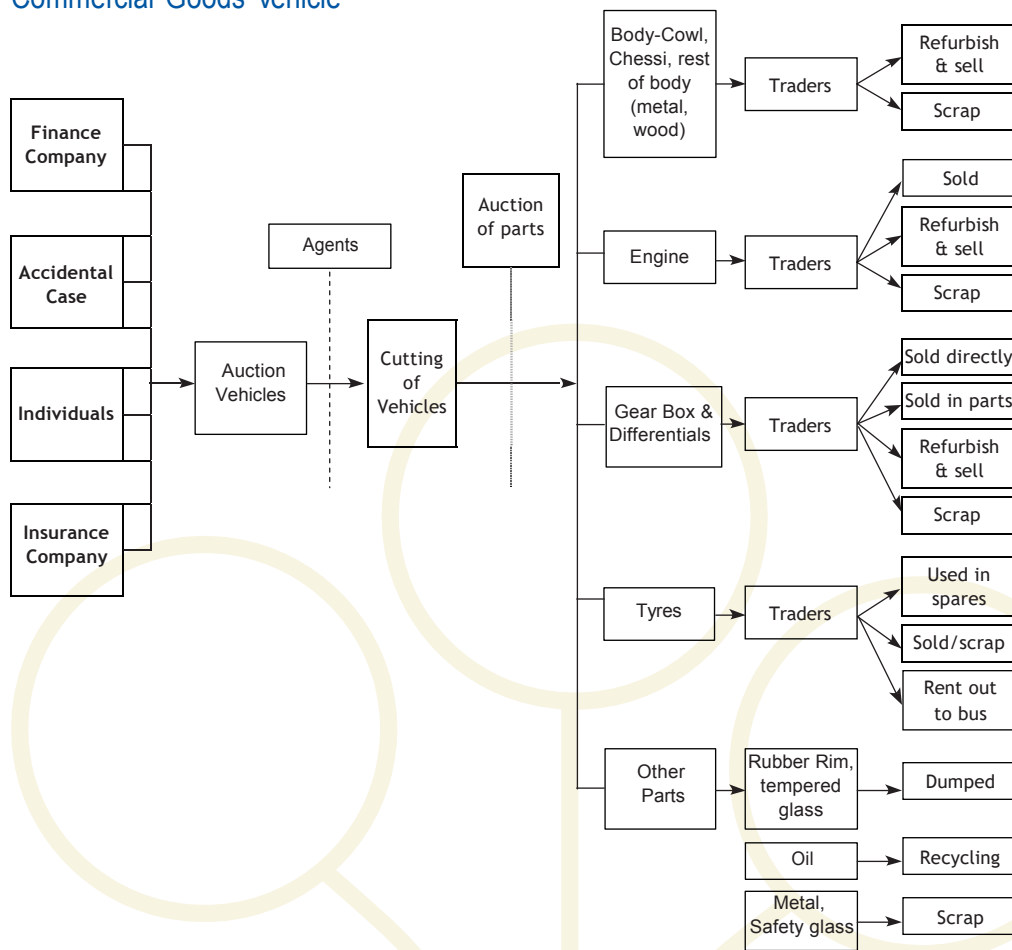 Commercial Goods Vehicle
Finance
Company
Accidental
Case
Individuals
Insurance
Company
Auction
Vehicles
Agents
Cutting
of
Vehicles
Auction
of parts
Body-Cowl,
Chessi, rest
of body
(metal,
wood)
Traders
Refurbish
& sell
Scrap
Engine
Traders
Sold
Refurbish
& sell
Scrap
Gear Box &
Differentials
Traders
Sold directly
Sold in parts
Refurbish
& sell
Scrap
Tyres
Traders
Used in
spares
Sold/scrap
Rent out
to bus
Other
Parts
Rubber Rim,
tempered
glass
Dumped
Oil
Recycling
Metal,
Safety glass
Scrap